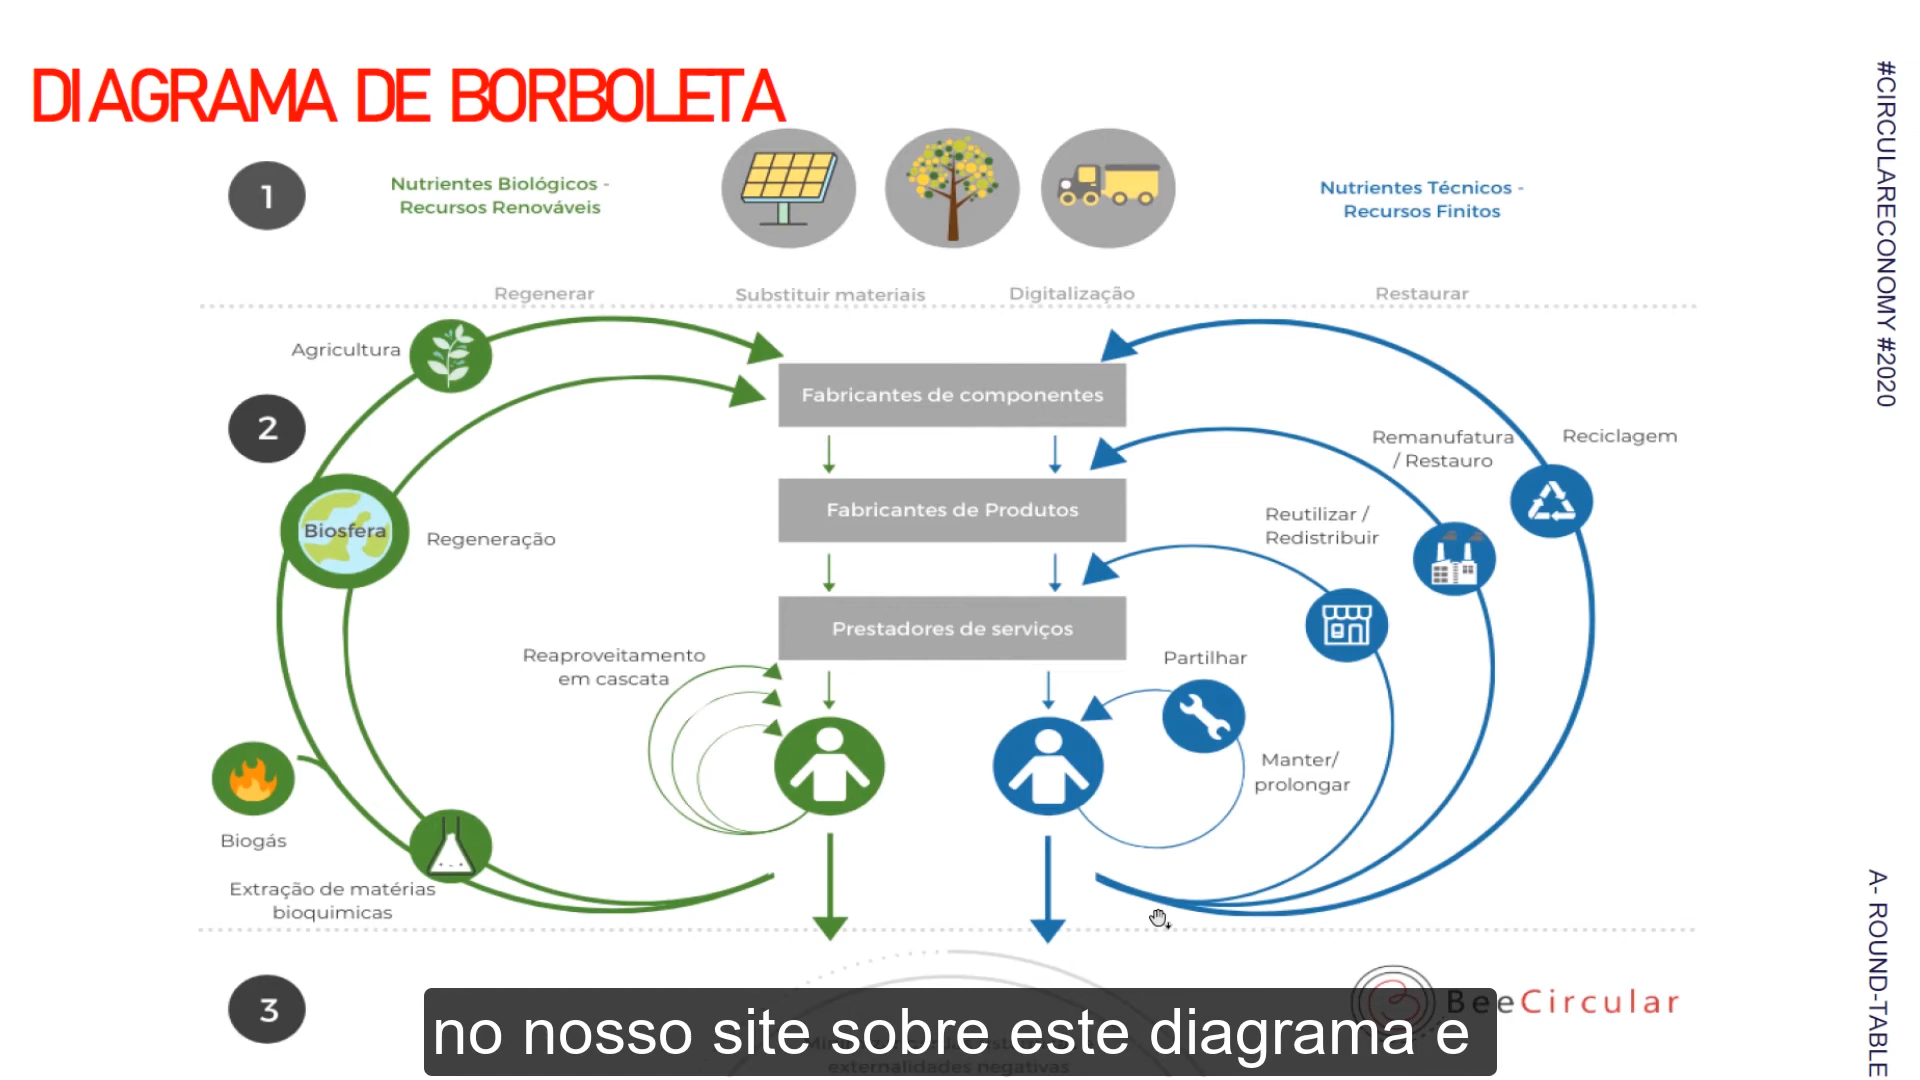 DIAGRAMA DE BORBOLETA
1
Nutrientes Biológicos -
Recursos Renováveis
Nutrientes Técnicos -
Recursos Finitos
Regenerar
Substituir materiais
Digitalização
Restaurar
Agricultura
2
Fabricantes de componentes
Remanufatura
/ Restauro
Reciclagem
Biosfera
Regeneração
Fabricantes de Produtos
Reutilizar /
Redistribuir
Prestadores de serviços
Reaproveitamento
em cascata
Partilhar
Manter/
prolongar
Biogás
Extração de matérias
bioquimicas
3
BeeCircular
no nosso site sobre este diagrama e
externalidades negativas
#CIRCULARECONOMY #2020
A- ROUND-TABLE